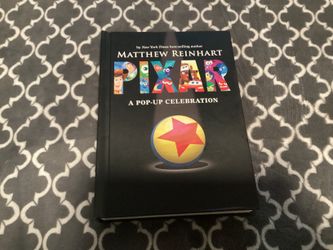 by New York Times bestselling author
MATTHEW REINHART
PIXAR
A POP-UP CELEBRATION